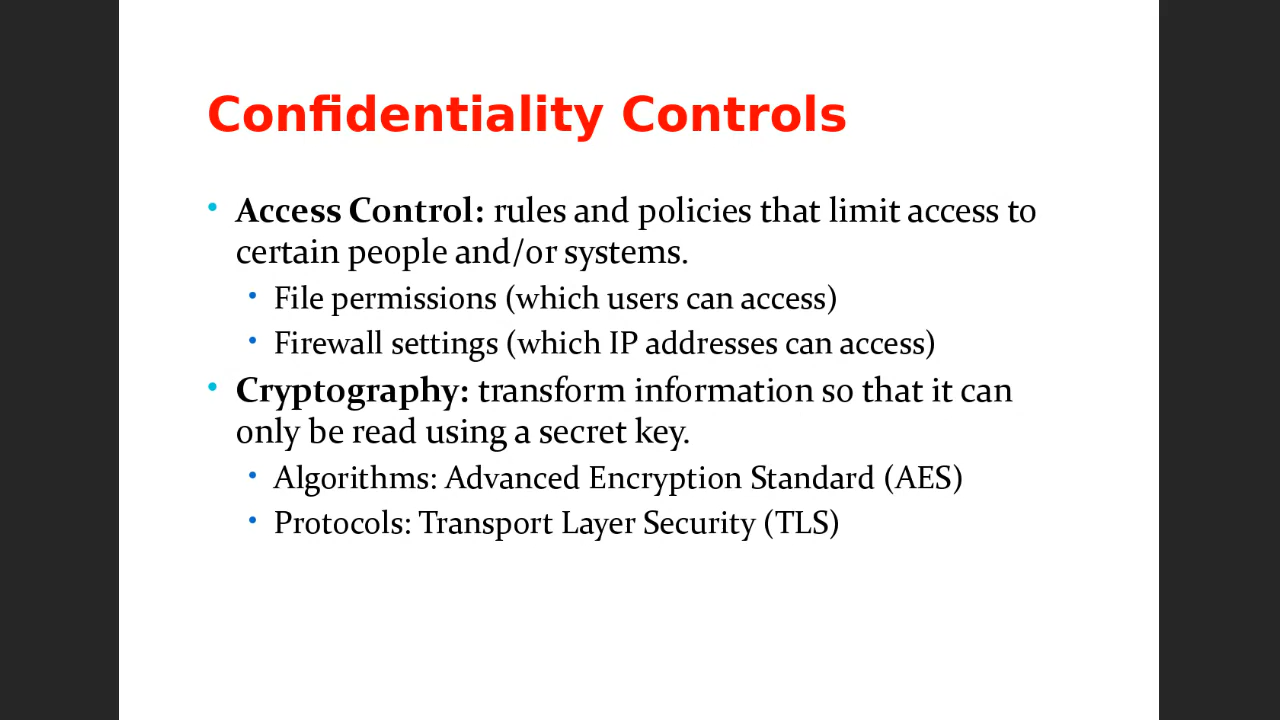 Confidentiality Controls
• Access Control: rules and policies that limit access to
certain people and/or systems.
• File permissions (which users can access)
• Firewall settings (which IP addresses can access)
• Cryptography: transform information so that it can
only be read using a secret key.
• Algorithms: Advanced Encryption Standard (AES)
• Protocols: Transport Layer Security (TLS)